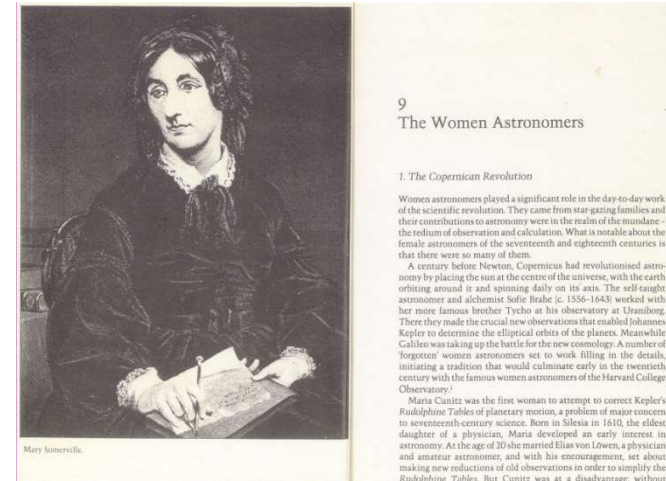 Mary Somerville.
9
The Women Astronomers
1. The Copernican Revolution
Women astronomers played a significant role in the day-to-day work
of the scientific revolution. They came from star-gazing families and
their contributions to astronomy were in the realm of the mundane –
the tedium of observation and calculation. What is notable about the
female astronomers of the seventeenth and eighteenth centuries is
that there were so many of them.
A century before Newton, Copernicus had revolutionised astro-
nomy by placing the sun at the centre of the universe, with the earth
orbiting around it and spinning daily on its axis. The self-taught
astronomer and alchemist Sofie Brahe (c. 1556–1643) worked with
her more famous brother Tycho at his observatory at Uraniborg.
There they made the crucial new observations that enabled Johannes
Kepler to determine the elliptical orbits of the planets. Meanwhile
Galileo was taking up the battle for the new cosmology. A number of
'forgotten' women astronomers set to work filling in the details,
initiating a tradition that would culminate early in the twentieth
century with the famous women astronomers of the Harvard College
Observatory.¹
Maria Cunitz was the first woman to attempt to correct Kepler's
Rudolphine Tables of planetary motion, a problem of major concern
to seventeenth-century science. Born in Silesia in 1610, the eldest
daughter of a physician, Maria developed an early interest in
astronomy. At the age of 20 she married Elias von Löwen, a physician
and amateur astronomer, and with his encouragement, set about
making new reductions of old observations in order to simplify the
Rudolphine Tables. But Cunitz was at a disadvantage: without